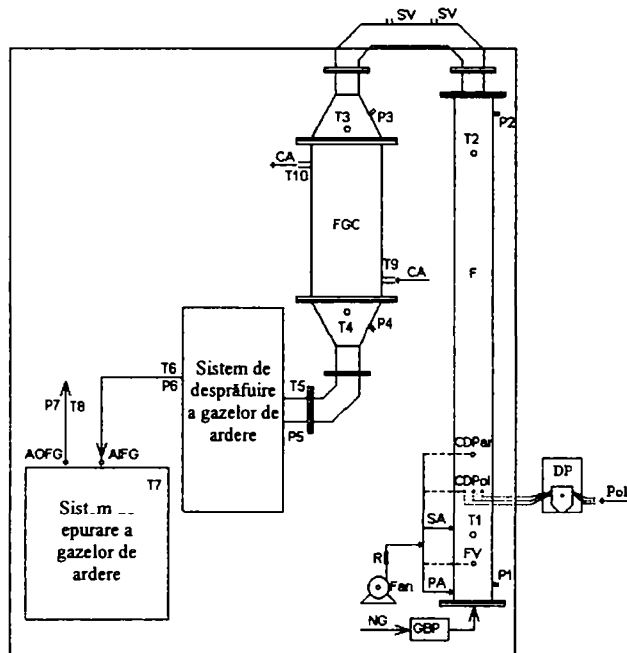 SV SV
T3
P3
T2
P2
CA
T10
FGC
T9
CA
F
T4
P4
Sistem de
desprăfuire
a gazelor de
ardere
T6
P6
T5
P5
P7
T8
AOFG
AIFG
T7
Sistem
epurare a
gazelor de
ardere
CDPar
CDPol
DP
Pol
SA
T1
R
FV
Fan
PA
P1
NG
GBP